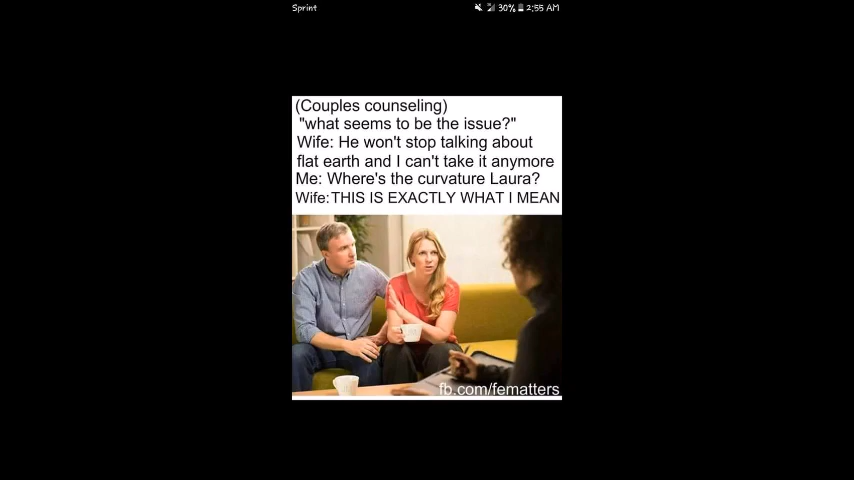 Sprint 30% 2:55 AM
(Couples counseling)
"what seems to be the issue?"
Wife: He won't stop talking about
flat earth and I can't take it anymore
Me: Where's the curvature Laura?
Wife:THIS IS EXACTLY WHAT I MEAN
fb.com/fematters